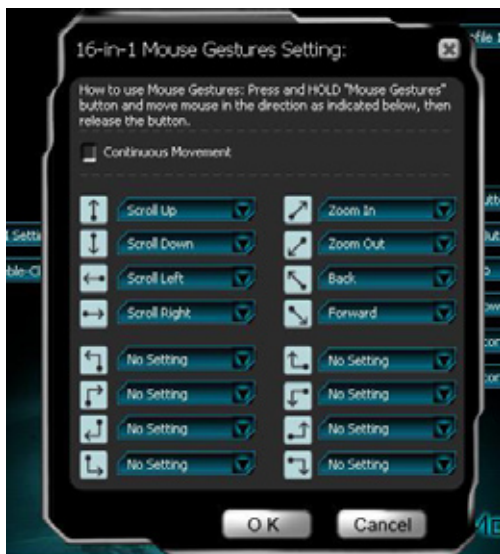 16-in-1 Mouse Gestures Setting:
How to use Mouse Gestures: Press and HOLD "Mouse Gestures"
button and move mouse in the direction as indicated below, then
release the button.
Continuous Movement
Scroll Up
Zoom In
Scroll Down
Zoom Out
Scroll Left
Back
Scroll Right
Forward
No Setting
No Setting
No Setting
No Setting
No Setting
No Setting
No Setting
No Setting
OK
Cancel